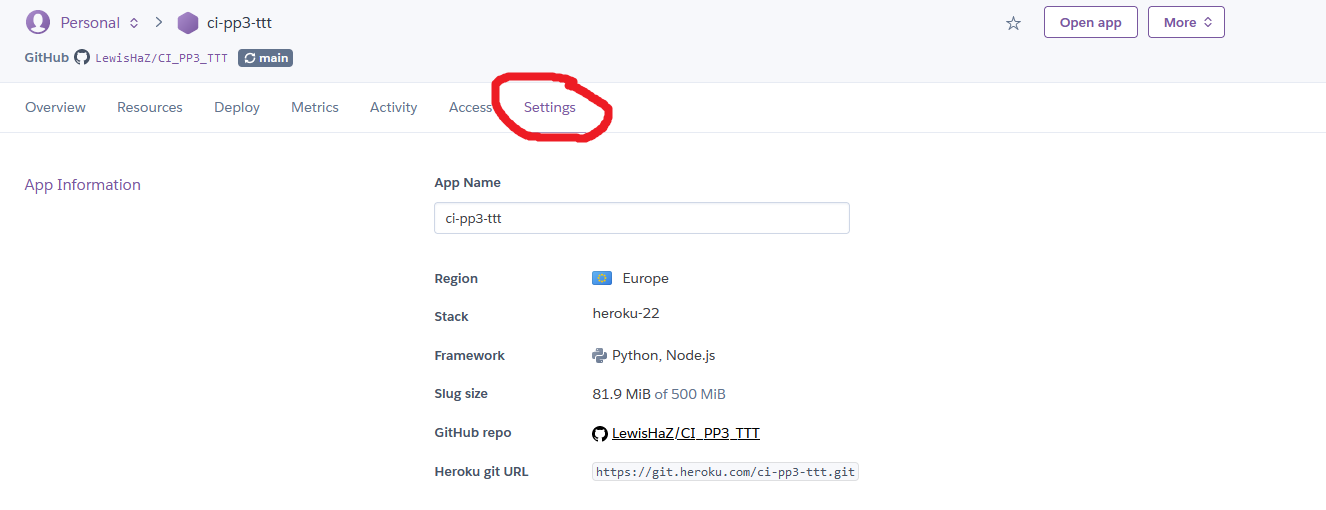 Personal > ci-pp3-ttt Open app More
GitHub LewisHaZ/CI_PP3_TTT main
Overview Resources Deploy Metrics Activity Access Settings
App Information
App Name
ci-pp3-ttt
Region Europe
Stack heroku-22
Framework Python, Node.js
Slug size 81.9 MiB of 500 MiB
GitHub repo LewisHaZ/CI_PP3_TTT
Heroku git URL https://git.heroku.com/ci-pp3-ttt.git